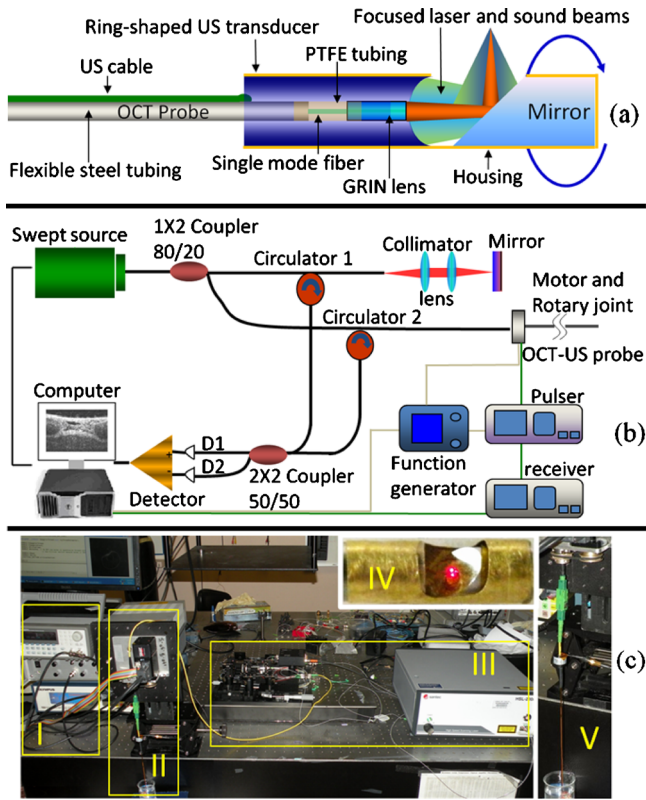 Ring-shaped US transducer
Focused laser and sound beams
PTFE tubing
US cable
OCT Probe
Mirror
(a)
Flexible steel tubing
Single mode fiber
GRIN lens
Housing
1X2 Coupler
80/20
Swept source
Circulator 1
Collimator
lens
Mirror
Motor and
Rotary joint
Circulator 2
OCT-US probe
Computer
Pulser
(b)
D1
D2
+
-
Function
generator
receiver
Detector
2X2 Coupler
50/50
IV
(c)
III
I
II
V